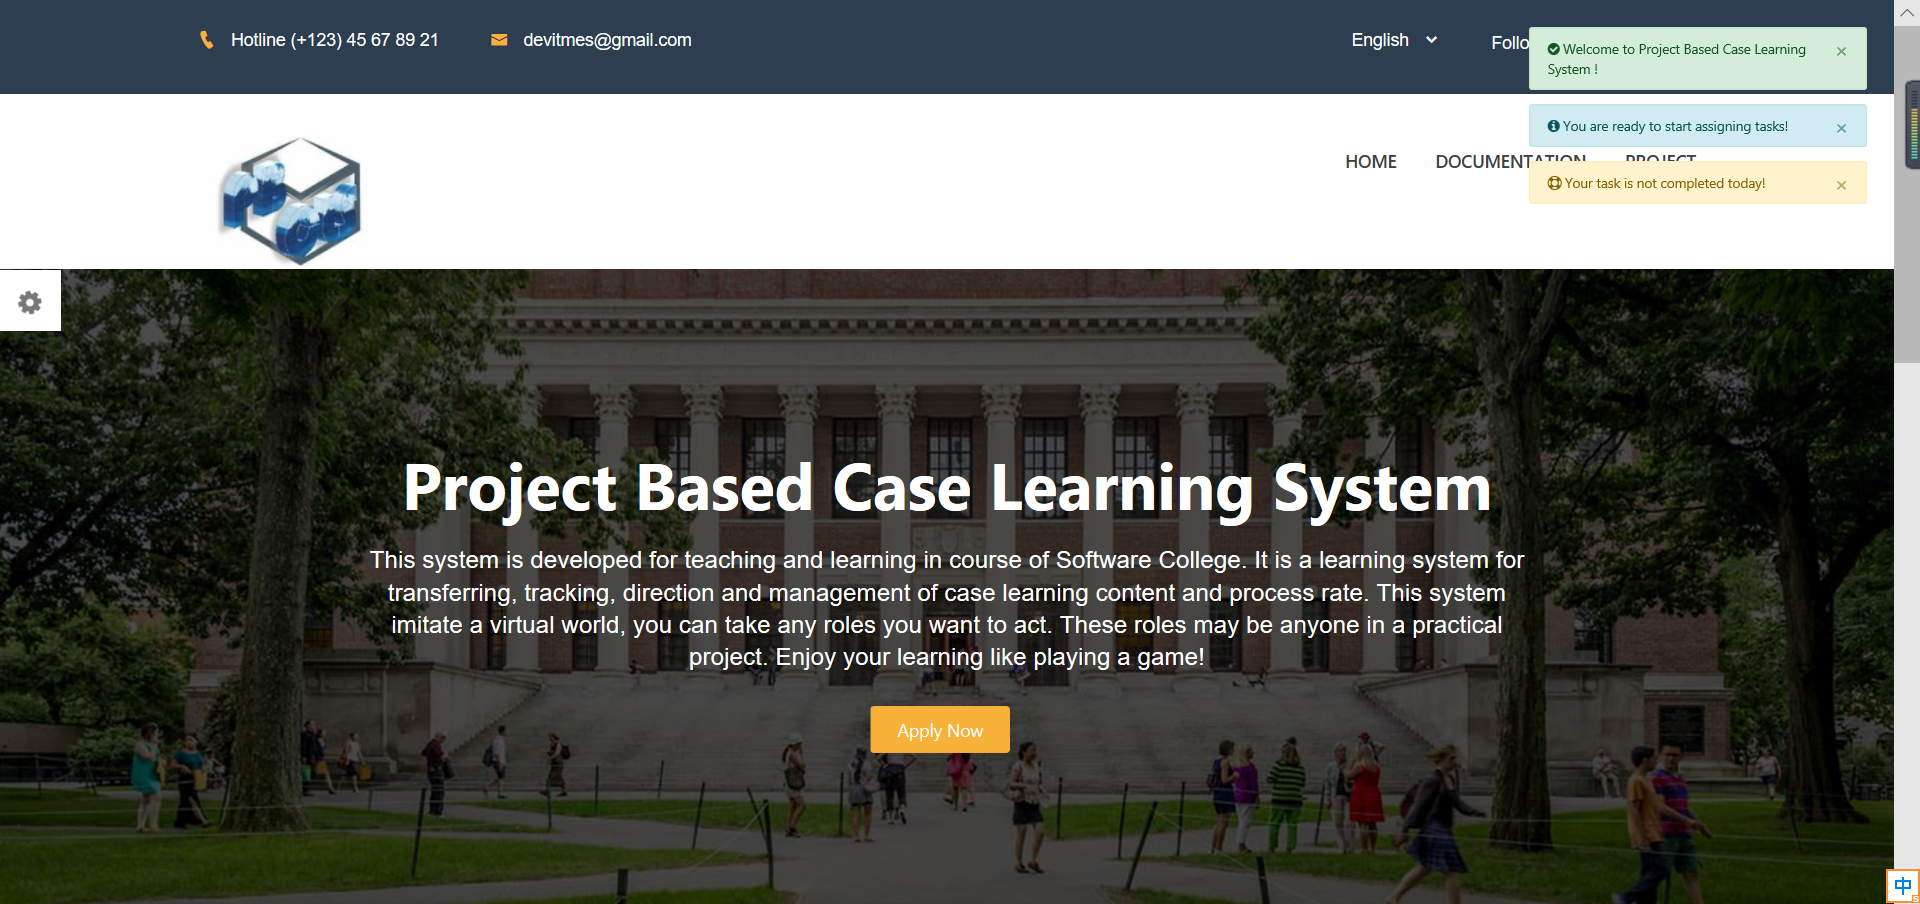 Hotline (+123) 45 67 89 21
devitmes@gmail.com
English
Follo
Welcome to Project Based Case Learning
System !
You are ready to start assigning tasks!
HOME
DOCUMENTATION
PROJECT
Your task is not completed today!
Project Based Case Learning System
This system is developed for teaching and learning in course of Software College. It is a learning system for
transferring, tracking, direction and management of case learning content and process rate. This system
imitate a virtual world, you can take any roles you want to act. These roles may be anyone in a practical
project. Enjoy your learning like playing a game!
Apply Now
中